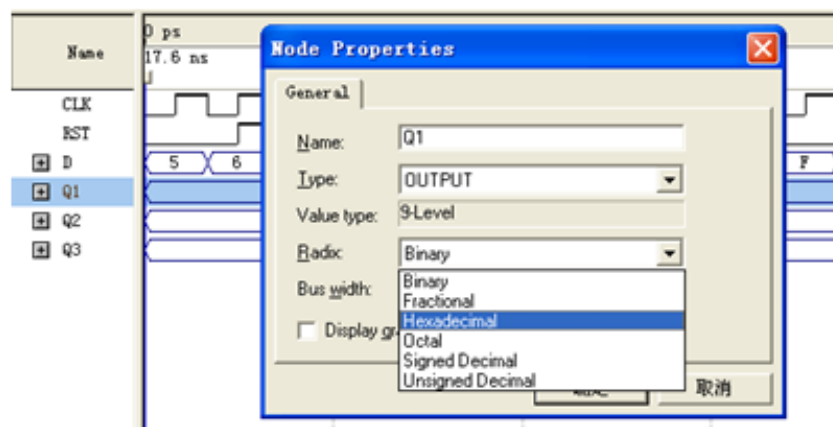 0 ps
Name
17.6 ns
CLK
RST
D 5 6 F
Q1
Q2
Q3
Node Properties
General
Name: Q1
Type: OUTPUT
Value type: 9-Level
Radix: Binary
Bus width:
Binary
Fractional
Hexadecimal
Octal
Signed Decimal
Unsigned Decimal
Display
取消